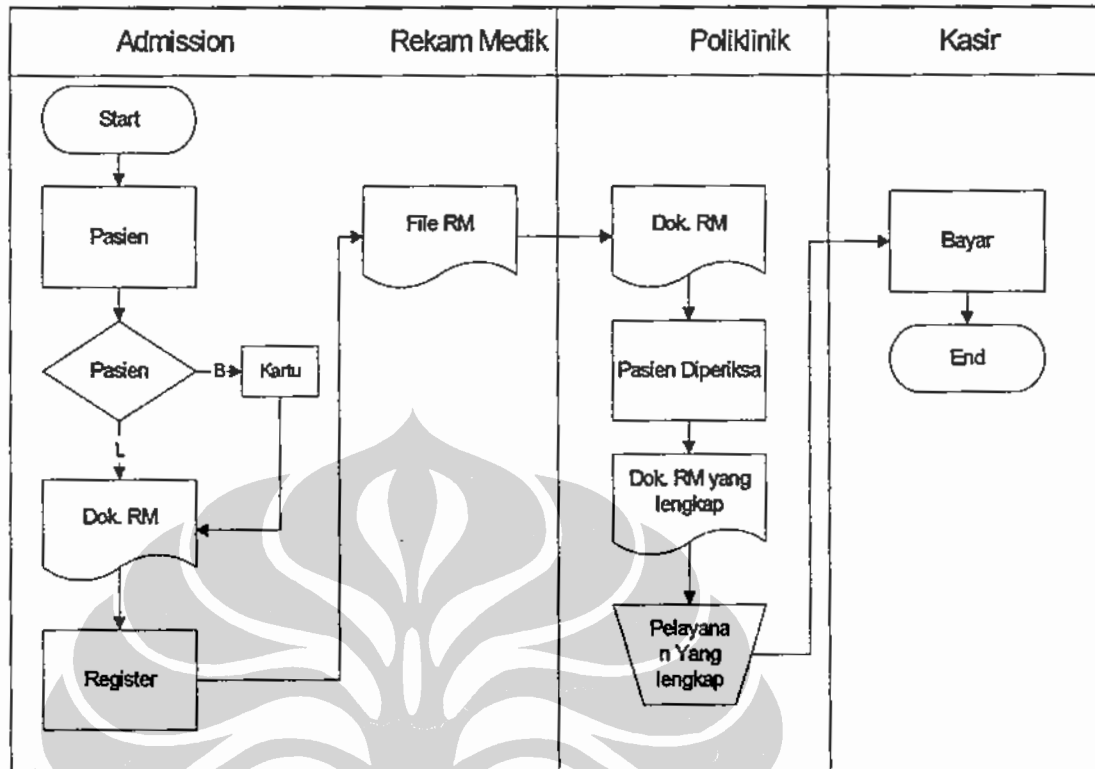 Admission
Rekam Medik
Poliklinik
Kasir
Start
Pasien
Pasien
B
Kartu
L
Dok. RM
Register
File RM
Dok. RM
Pasien Diperiksa
Dok. RM yang
lengkap
Pelayana
n Yang
lengkap
Bayar
End